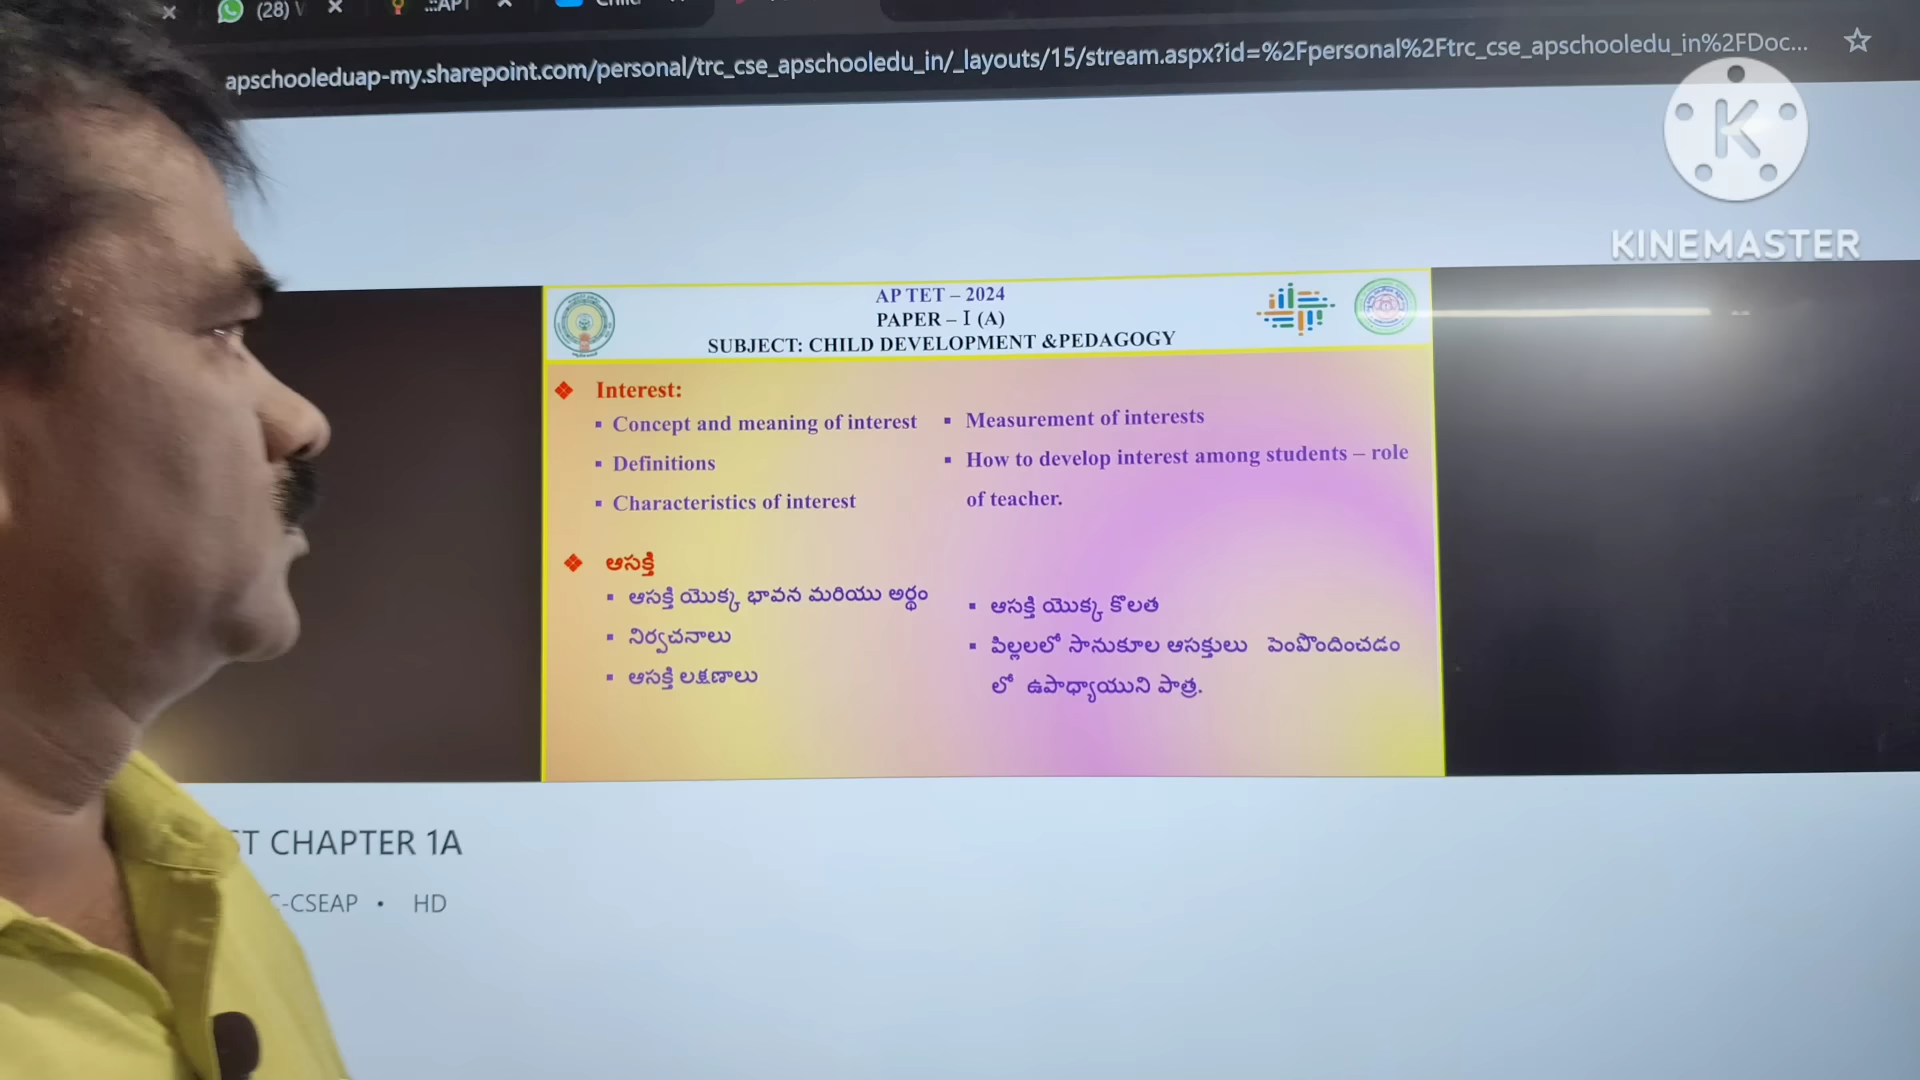 (28)
apschooleduap-my.sharepoint.com/personal/trc_cse_apschooledu_in/_layouts/15/stream.aspx?id=%2Fpersonal%2Ftrc_cse_apschooledu_in%2FDoc...
K
KINEMASTER
AP TET – 2024
PAPER – I (A)
SUBJECT: CHILD DEVELOPMENT &PEDAGOGY
❖ Interest:
▪ Concept and meaning of interest
▪ Definitions
▪ Characteristics of interest
▪ Measurement of interests
▪ How to develop interest among students – role
of teacher.
❖ ఆసక్తి
▪ ఆసక్తి యొక్క భావన మరియు అర్థం
▪ నిర్వచనాలు
▪ ఆసక్తి లక్షణాలు
▪ ఆసక్తి యొక్క కొలత
▪ పిల్లలలో సానుకూల ఆసక్తులు పెంపొందించడం
లో ఉపాధ్యాయుని పాత్ర.
CHAPTER 1A
-CSEAP • HD